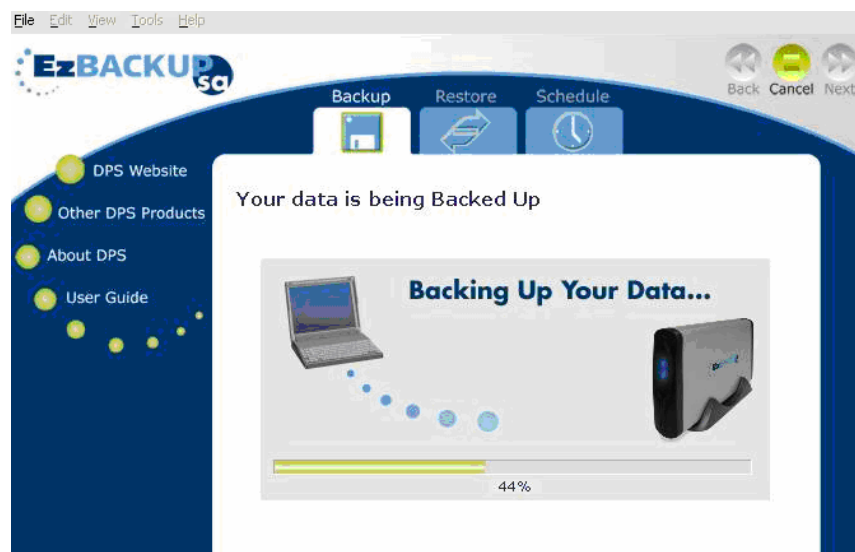 File Edit View Tools Help
EzBACKUP
sa
Backup Restore Schedule
Back Cancel Next
DPS Website
Other DPS Products
About DPS
User Guide
Your data is being Backed Up
Backing Up Your Data...
44%